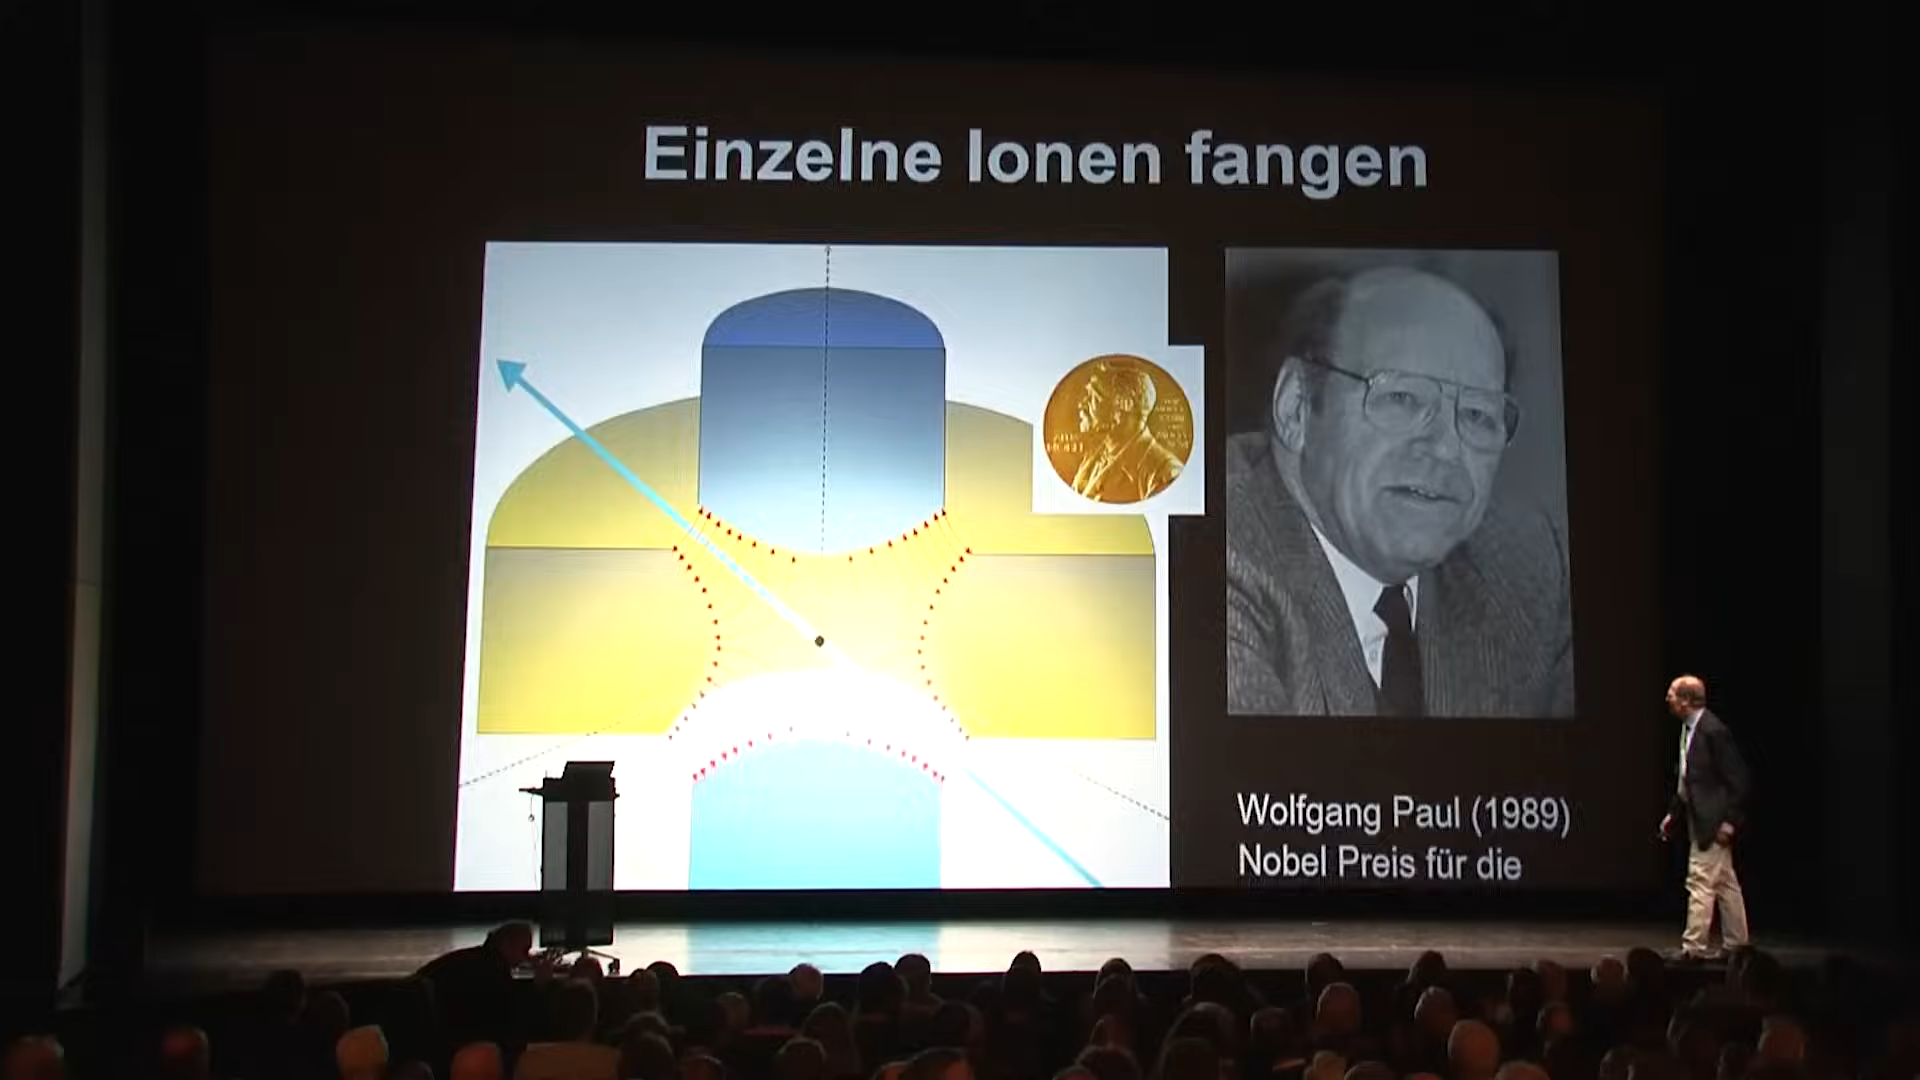 Einzelne Ionen fangen
Wolfgang Paul (1989)
Nobel Preis für die